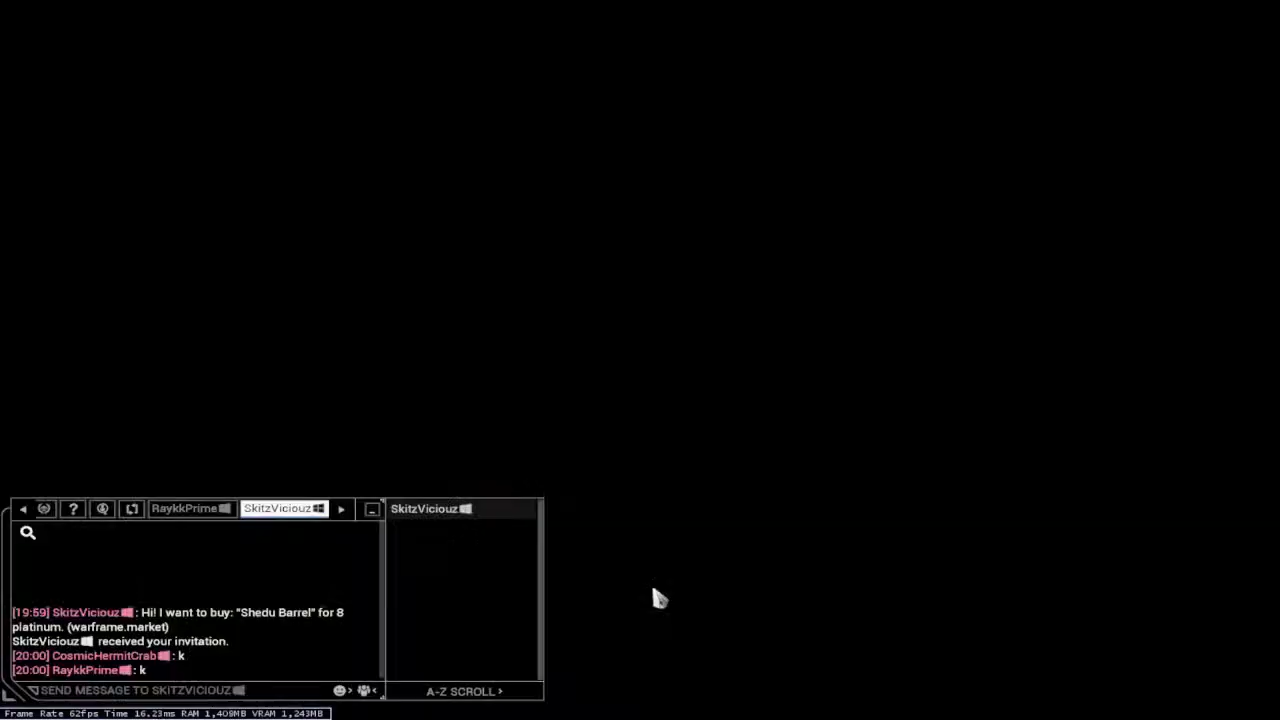 RaykkPrime SkitzViciouz SkitzViciouz
[19:59] SkitzViciouz: Hi! I want to buy: "Shedu Barrel" for 8
platinum. (warframe.market)
SkitzViciouz received your invitation.
[20:00] CosmicHermitCrab: k
[20:00] RaykkPrime: k
SEND MESSAGE TO SKITZVICIOUZ A-Z SCROLL
Frame Rate 62fps Time 16.23ms RAM 1,409MB VRAM 1,243MB